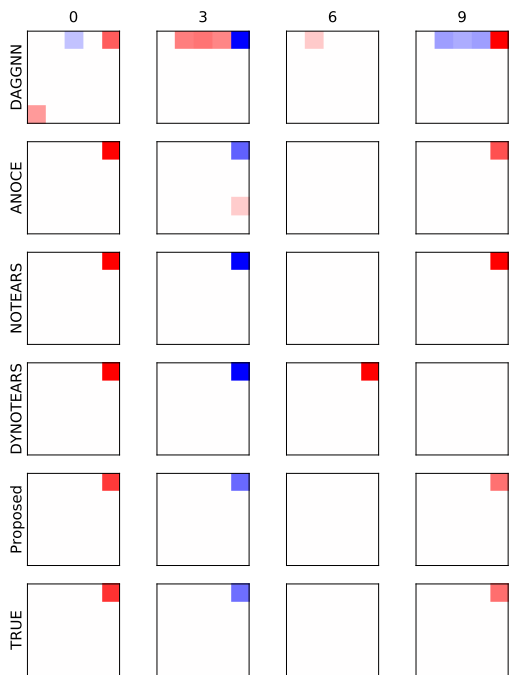 0 3 6 9
DAGGNN
ANOCE
NOTEARS
DYNOTEARS
Proposed
TRUE